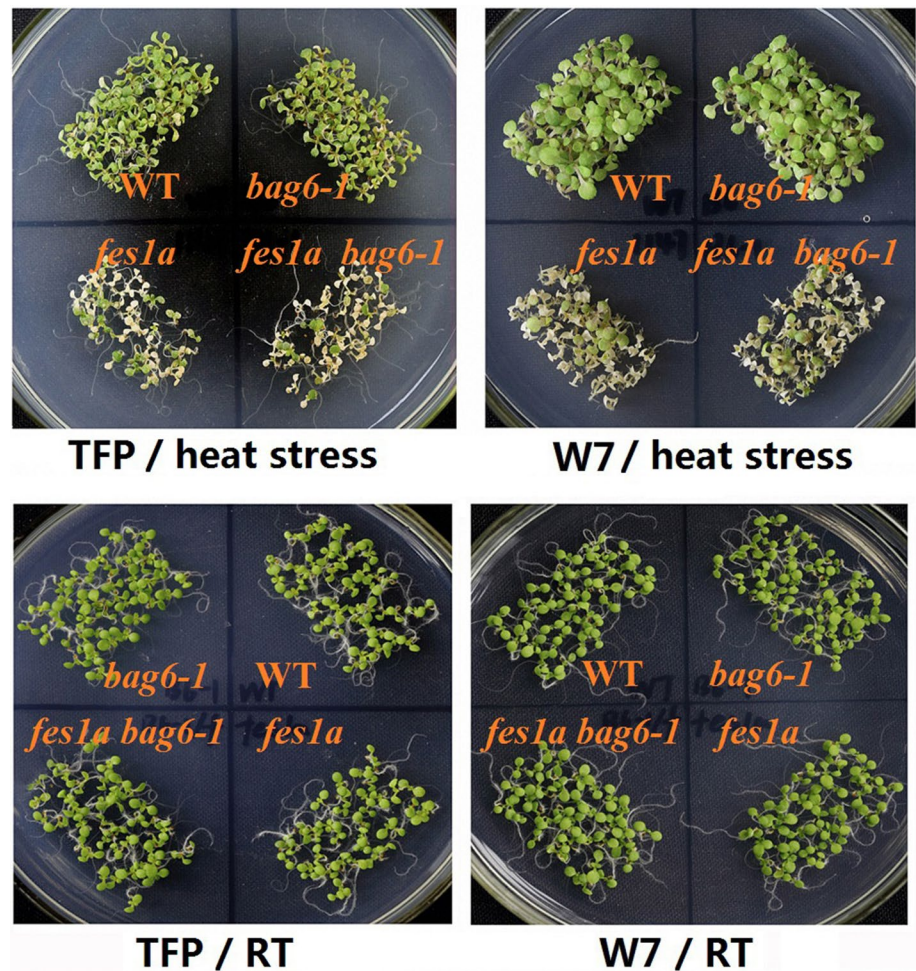 WT bag6-1
fes1a fes1a bag6-1
WT bag6-1
fes1a fes1a bag6-1
TFP / heat stress
W7 / heat stress
bag6-1 WT
fes1a bag6-1 fes1a
WT bag6-1
fes1a bag6-1 fes1a
TFP / RT
W7 / RT